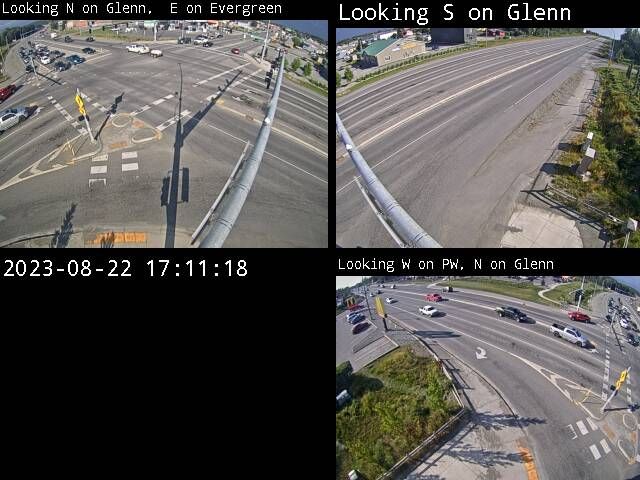 Looking N on Glenn, E on Evergreen
Looking S on Glenn
2023-08-22 17:11:18
Looking W on PW, N on Glenn